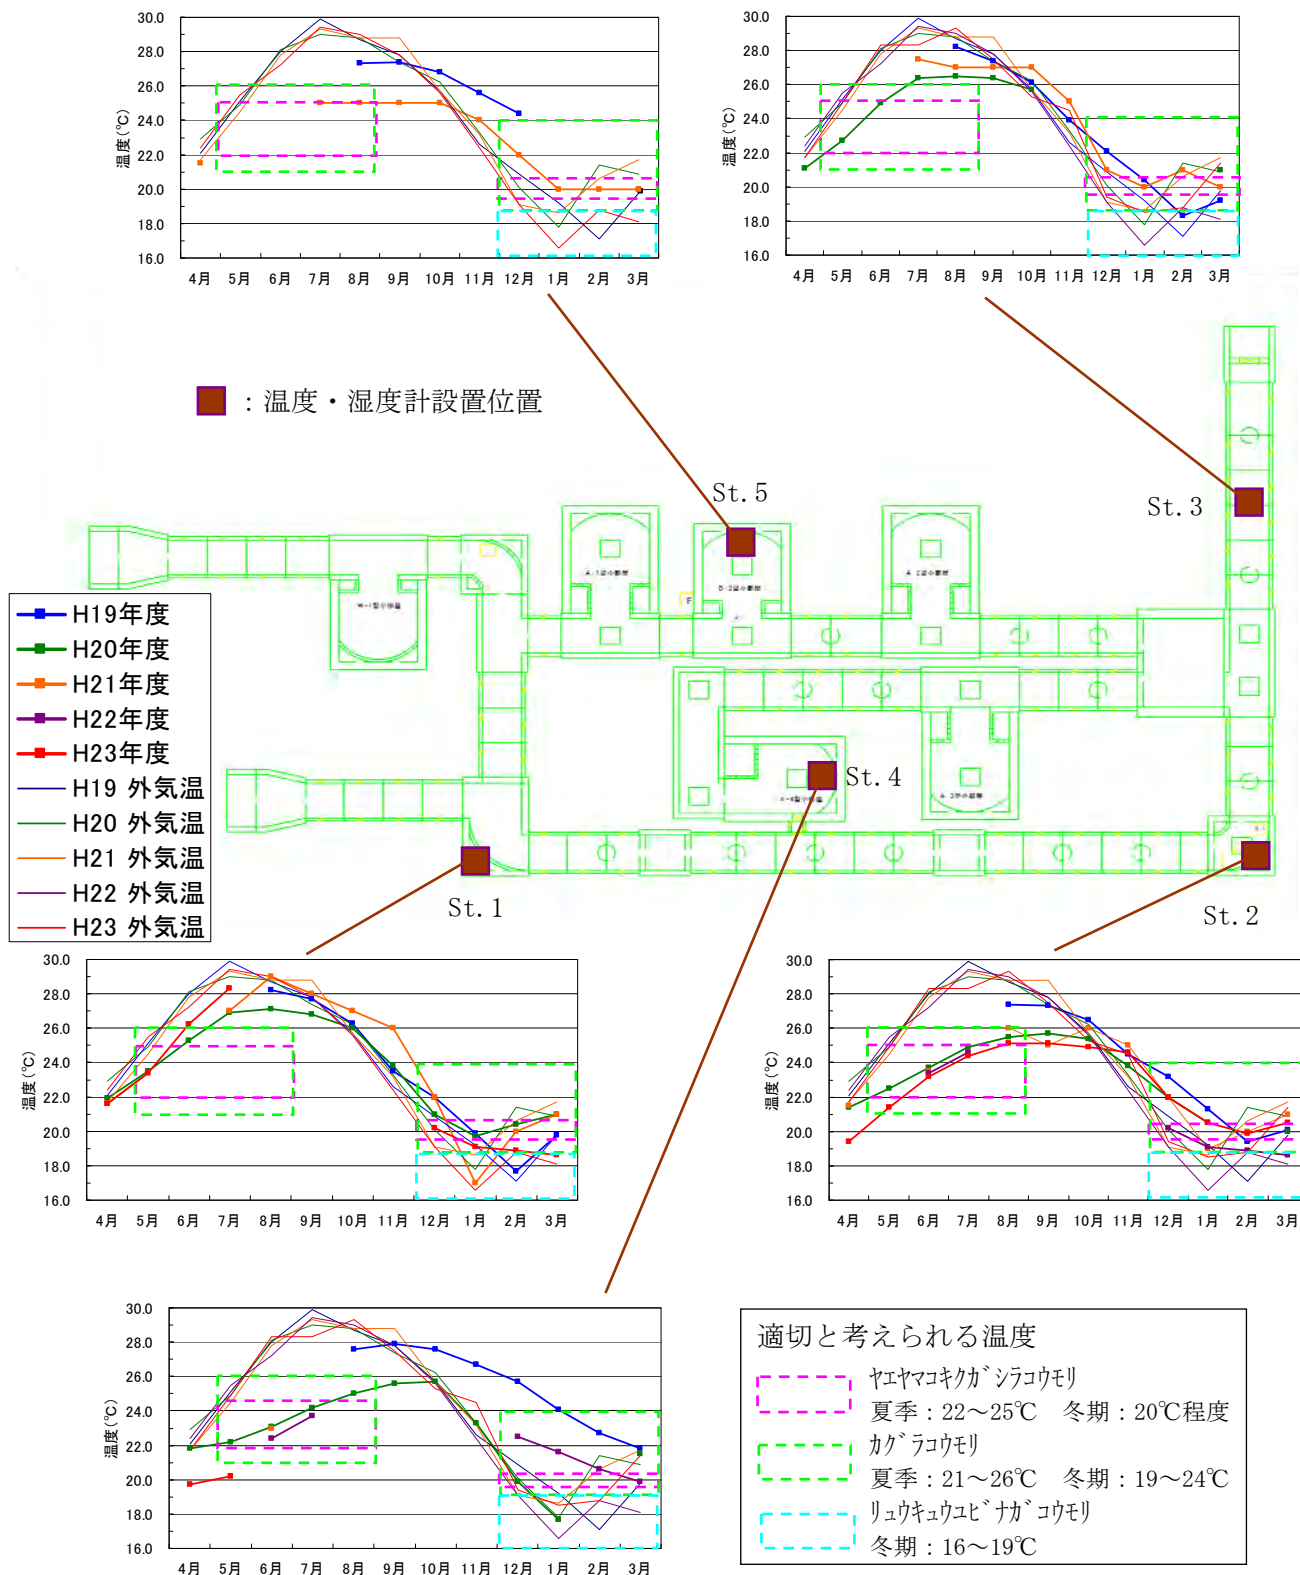 30.0
28.0
26.0
24.0
22.0
20.0
18.0
16.0
温度(℃)
4月 5月 6月 7月 8月 9月 10月 11月 12月 1月 2月 3月
30.0
28.0
26.0
24.0
22.0
20.0
18.0
16.0
温度(℃)
4月 5月 6月 7月 8月 9月 10月 11月 12月 1月 2月 3月
：温度・湿度計設置位置
St.5
St.3
St.4
St.1
St.2
H19年度
H20年度
H21年度
H22年度
H23年度
H19 外気温
H20 外気温
H21 外気温
H22 外気温
H23 外気温
30.0
28.0
26.0
24.0
22.0
20.0
18.0
16.0
温度(℃)
4月 5月 6月 7月 8月 9月 10月 11月 12月 1月 2月 3月
30.0
28.0
26.0
24.0
22.0
20.0
18.0
16.0
温度(℃)
4月 5月 6月 7月 8月 9月 10月 11月 12月 1月 2月 3月
30.0
28.0
26.0
24.0
22.0
20.0
18.0
16.0
温度(℃)
4月 5月 6月 7月 8月 9月 10月 11月 12月 1月 2月 3月
適切と考えられる温度
ﾔｴﾔﾏｺｷｸｶﾞｼﾗｺｳﾓﾘ
夏季：22～25℃ 冬期：20℃程度
ｶｸﾞﾗｺｳﾓﾘ
夏季：21～26℃ 冬期：19～24℃
ﾘｭｳｷｭｳﾕﾋﾞﾅｶﾞｺｳﾓﾘ
冬期：16～19℃